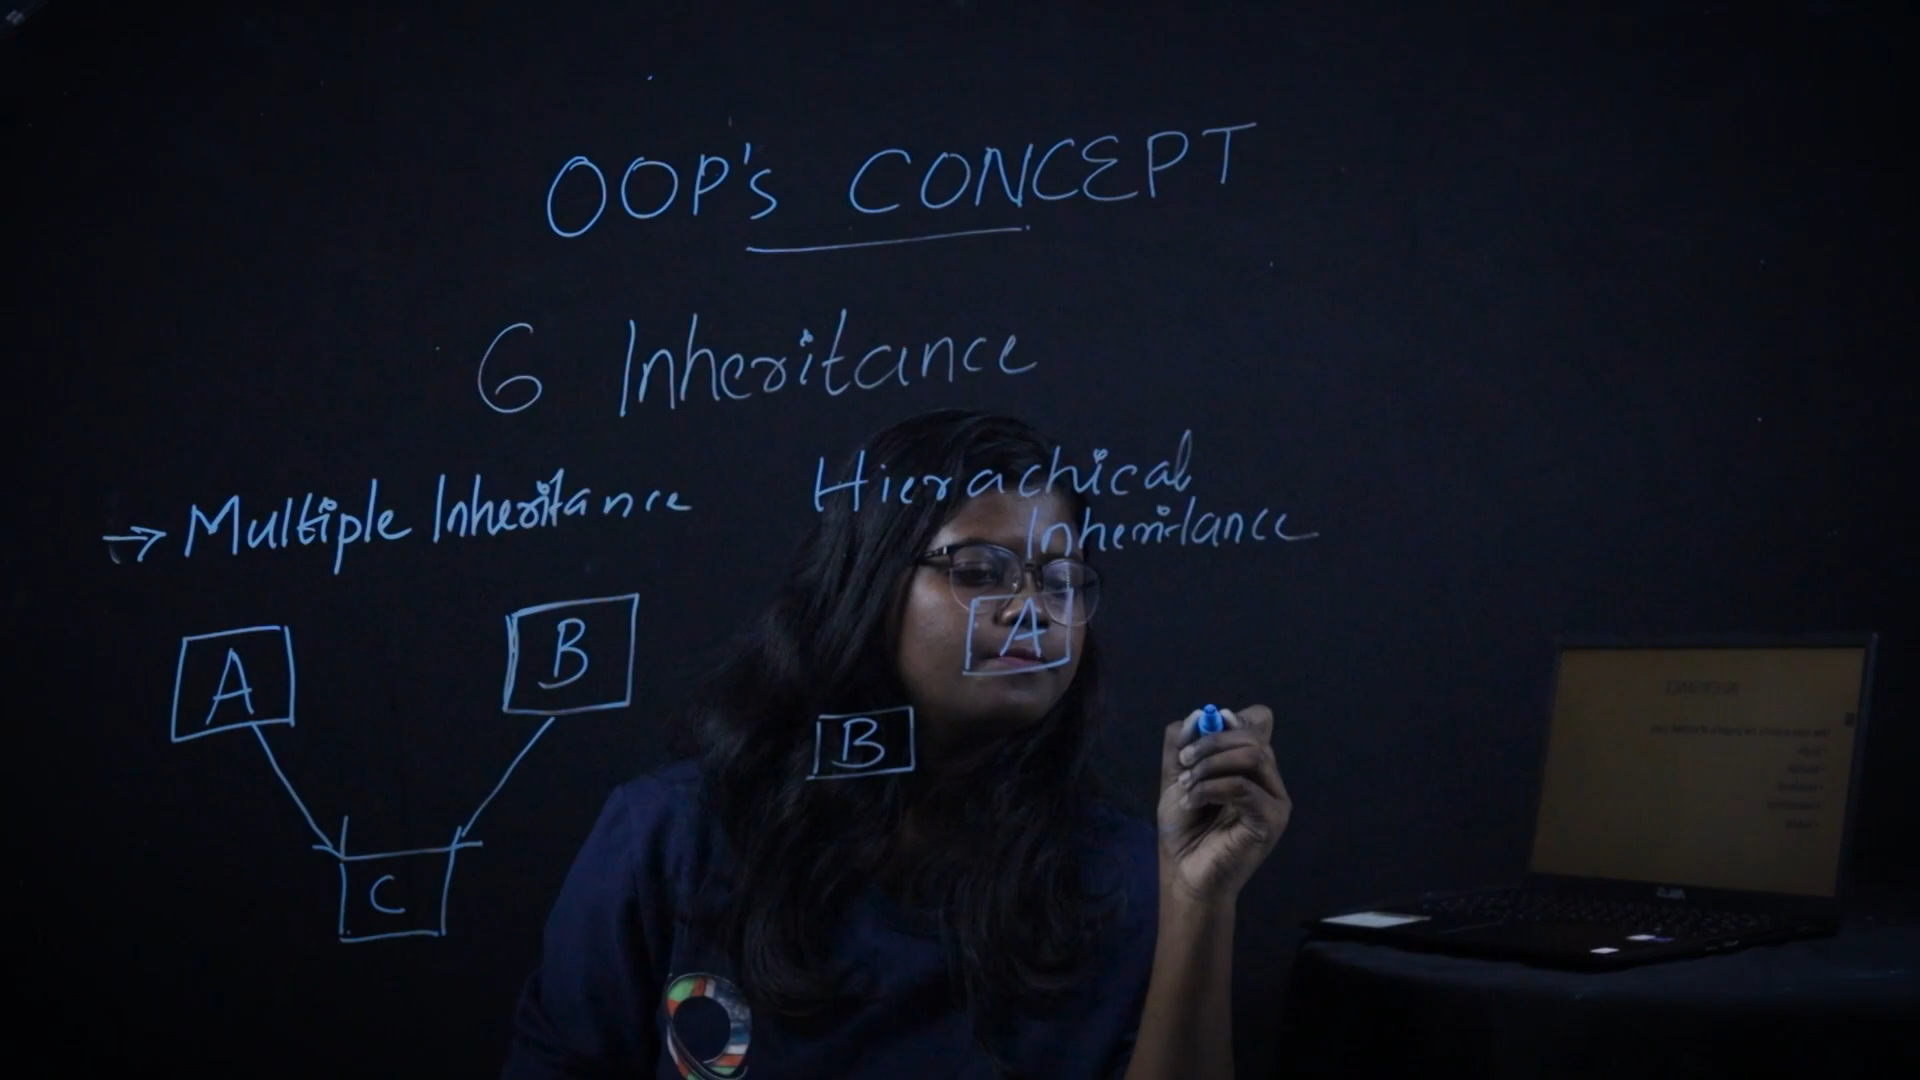 OOP's CONCEPT
6 Inheritance
→ Multiple Inheritance
Hierachical
Inheritance
A
B
C
A
B